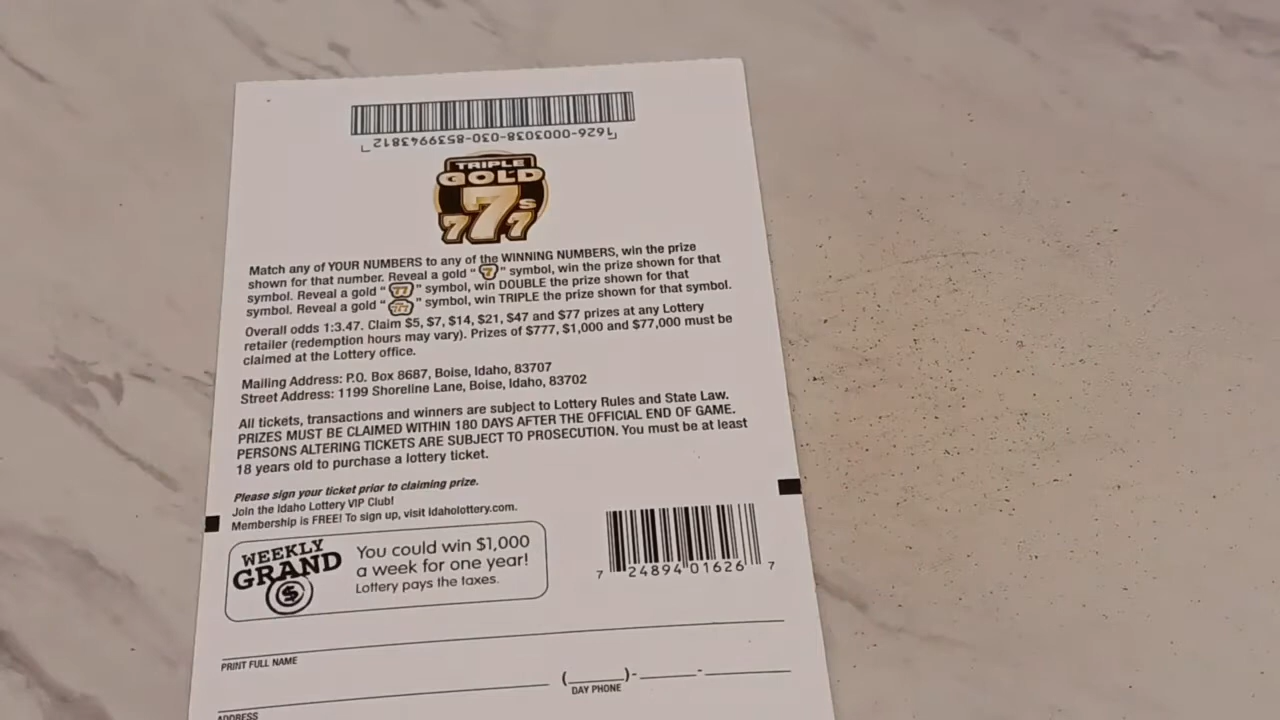 1626-0003038-030-8539943812
TRIPLE
GOLD
7s
7 7
Match any of YOUR NUMBERS to any of the WINNING NUMBERS, win the prize
shown for that number. Reveal a gold "7" symbol, win the prize shown for that
symbol. Reveal a gold "77" symbol, win DOUBLE the prize shown for that
symbol. Reveal a gold "777" symbol, win TRIPLE the prize shown for that symbol.
Overall odds 1:3.47. Claim $5, $7, $14, $21, $47 and $77 prizes at any Lottery
retailer (redemption hours may vary). Prizes of $777, $1,000 and $77,000 must be
claimed at the Lottery office.
Mailing Address: P.O. Box 8687, Boise, Idaho, 83707
Street Address: 1199 Shoreline Lane, Boise, Idaho, 83702
All tickets, transactions and winners are subject to Lottery Rules and State Law.
PRIZES MUST BE CLAIMED WITHIN 180 DAYS AFTER THE OFFICIAL END OF GAME.
PERSONS ALTERING TICKETS ARE SUBJECT TO PROSECUTION. You must be at least
18 years old to purchase a lottery ticket.
Please sign your ticket prior to claiming prize.
Join the Idaho Lottery VIP Club!
Membership is FREE! To sign up, visit idaholottery.com.
WEEKLY
GRAND
$
You could win $1,000
a week for one year!
Lottery pays the taxes.
7 24894 01626 7
PRINT FULL NAME
(______)-______-______
DAY PHONE
ADDRESS